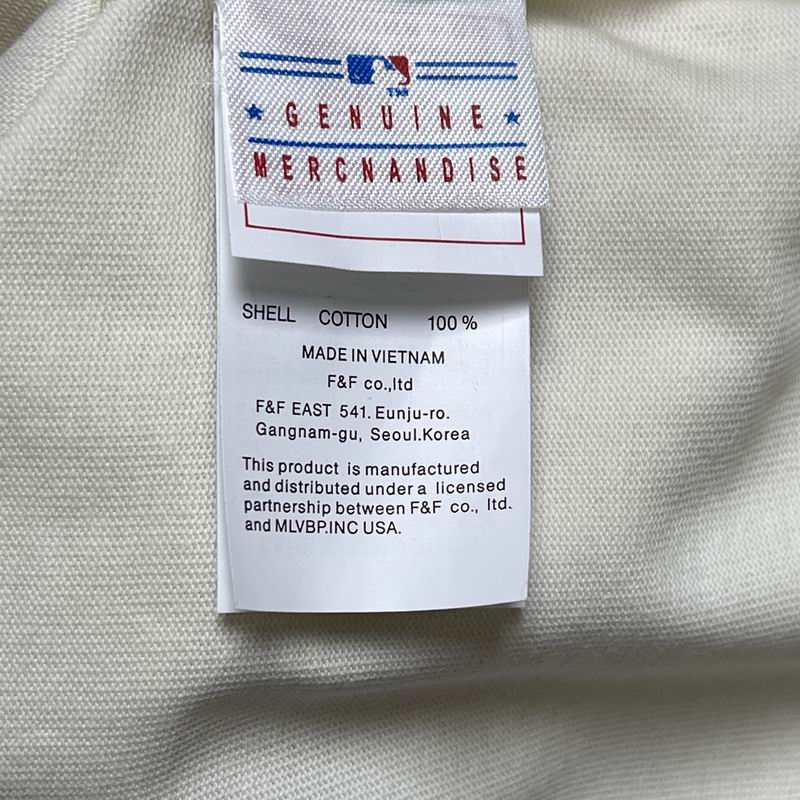 TM
GENUINE
MERCNANDISE
SHELL COTTON 100 %
MADE IN VIETNAM
F&F co.,ltd
F&F EAST 541. Eunju-ro.
Gangnam-gu, Seoul.Korea
This product is manufactured
and distributed under a licensed
partnership between F&F co., ltd.
and MLVBP.INC USA.